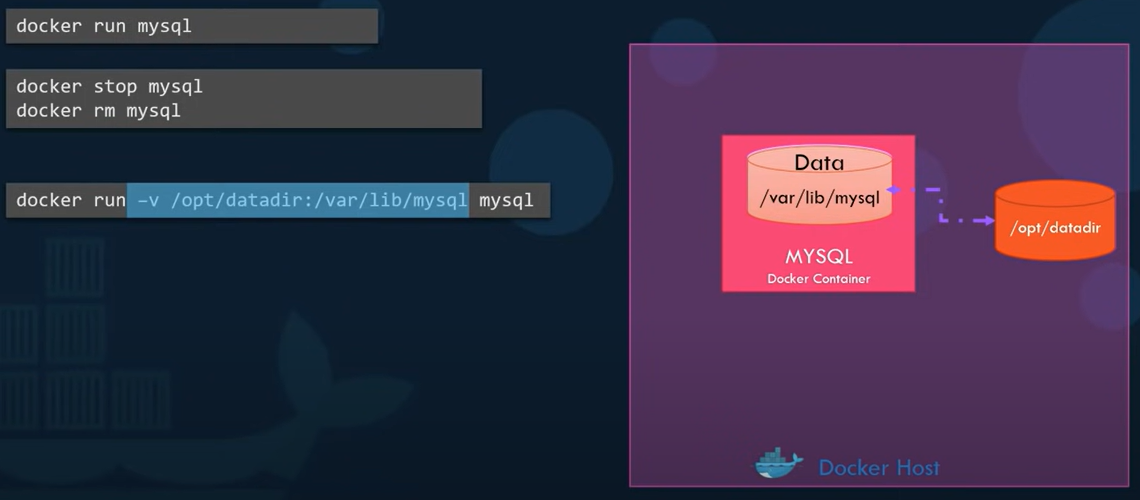 docker run mysql
docker stop mysql
docker rm mysql
docker run –v /opt/datadir:/var/lib/mysql mysql
Data
/var/lib/mysql
MYSQL
Docker Container
/opt/datadir
Docker Host